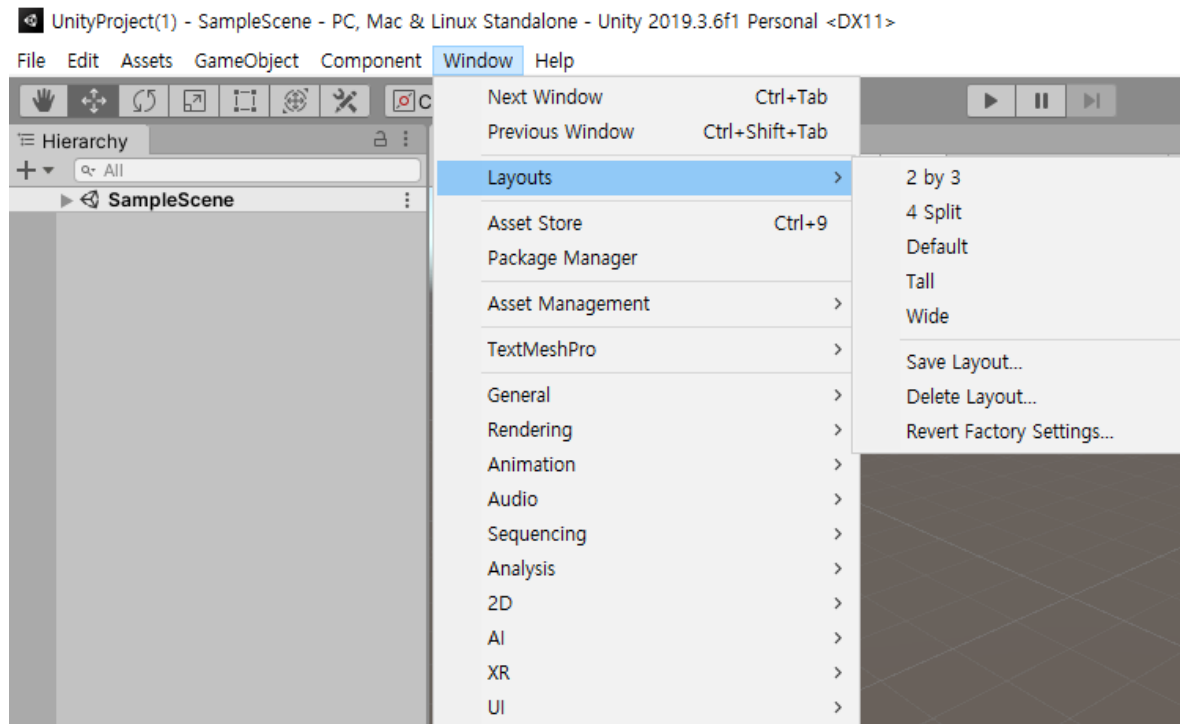 UnityProject(1) - SampleScene - PC, Mac & Linux Standalone - Unity 2019.3.6f1 Personal <DX11>
File Edit Assets GameObject Component Window Help
C
Hierarchy
All
SampleScene
Next Window Ctrl+Tab
Previous Window Ctrl+Shift+Tab
Layouts
Asset Store Ctrl+9
Package Manager
Asset Management
TextMeshPro
General
Rendering
Animation
Audio
Sequencing
Analysis
2D
AI
XR
UI
2 by 3
4 Split
Default
Tall
Wide
Save Layout...
Delete Layout...
Revert Factory Settings...